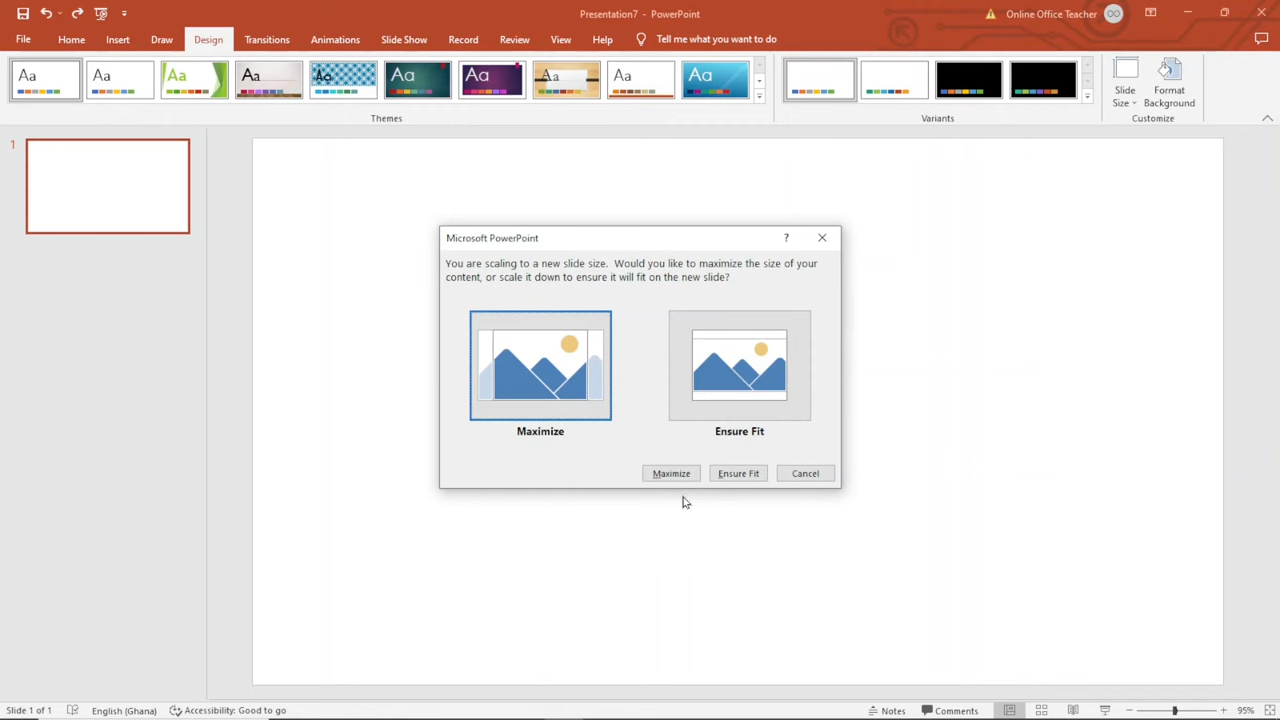 Presentation7 - PowerPoint
Online Office Teacher
OO
File
Home
Insert
Draw
Design
Transitions
Animations
Slide Show
Record
Review
View
Help
Tell me what you want to do
Aa
Aa
Aa
Aa
Aa
Aa
Aa
Aa
Aa
Aa
Slide
Size
Format
Background
Themes
Variants
Customize
1
Microsoft PowerPoint
?
You are scaling to a new slide size. Would you like to maximize the size of your
content, or scale it down to ensure it will fit on the new slide?
Maximize
Ensure Fit
Maximize
Ensure Fit
Cancel
Slide 1 of 1
English (Ghana)
Accessibility: Good to go
Notes
Comments
95%